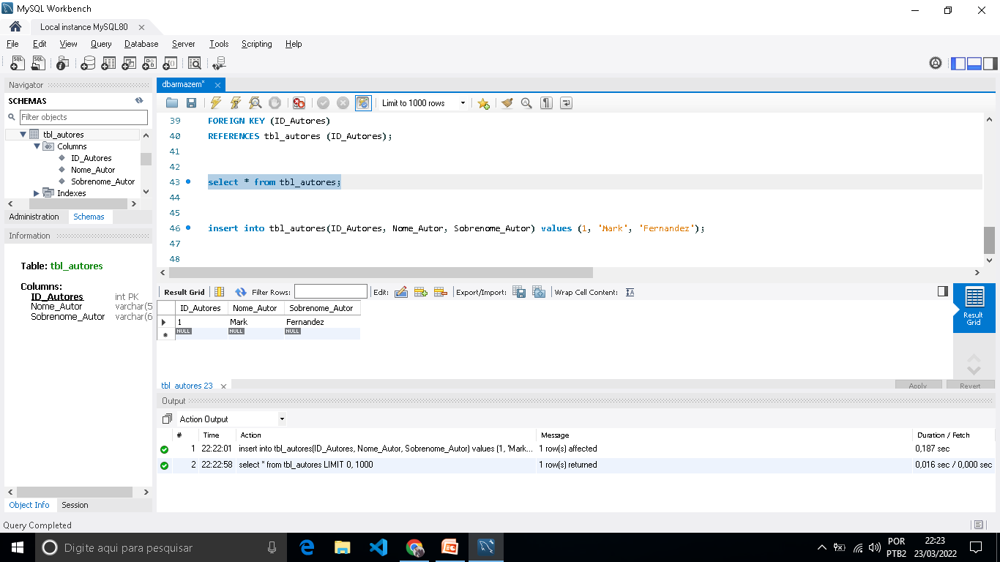 MySQL Workbench
Local instance MySQL80
File Edit View Query Database Server Tools Scripting Help
Navigator
SCHEMAS
Filter objects
tbl_autores
Columns
ID_Autores
Nome_Autor
Sobrenome_Autor
Indexes
Administration Schemas
Information
Table: tbl_autores
Columns:
ID_Autores int PK
Nome_Autor varchar(5
Sobrenome_Autor varchar(6
Object Info Session
dbarmazem*
Limit to 1000 rows
39 FOREIGN KEY (ID_Autores)
40 REFERENCES tbl_autores (ID_Autores);
41
42
43 select * from tbl_autores;
44
45
46 insert into tbl_autores(ID_Autores, Nome_Autor, Sobrenome_Autor) values (1, 'Mark', 'Fernandez');
47
48
Result Grid Filter Rows: Edit: Export/Import: Wrap Cell Content: IA
ID_Autores Nome_Autor Sobrenome_Autor
1 Mark Fernandez
NULL NULL NULL
Result
Grid
tbl_autores 23 Apply Revert
Output
Action Output
# Time Action Message Duration / Fetch
1 22:22:01 insert into tbl_autores(ID_Autores, Nome_Autor, Sobrenome_Autor) values (1, 'Mark... 1 row(s) affected 0,187 sec
2 22:22:58 select * from tbl_autores LIMIT 0, 1000 1 row(s) returned 0,016 sec / 0,000 sec
Query Completed
Digite aqui para pesquisar
POR
PTB2
22:23
23/03/2022